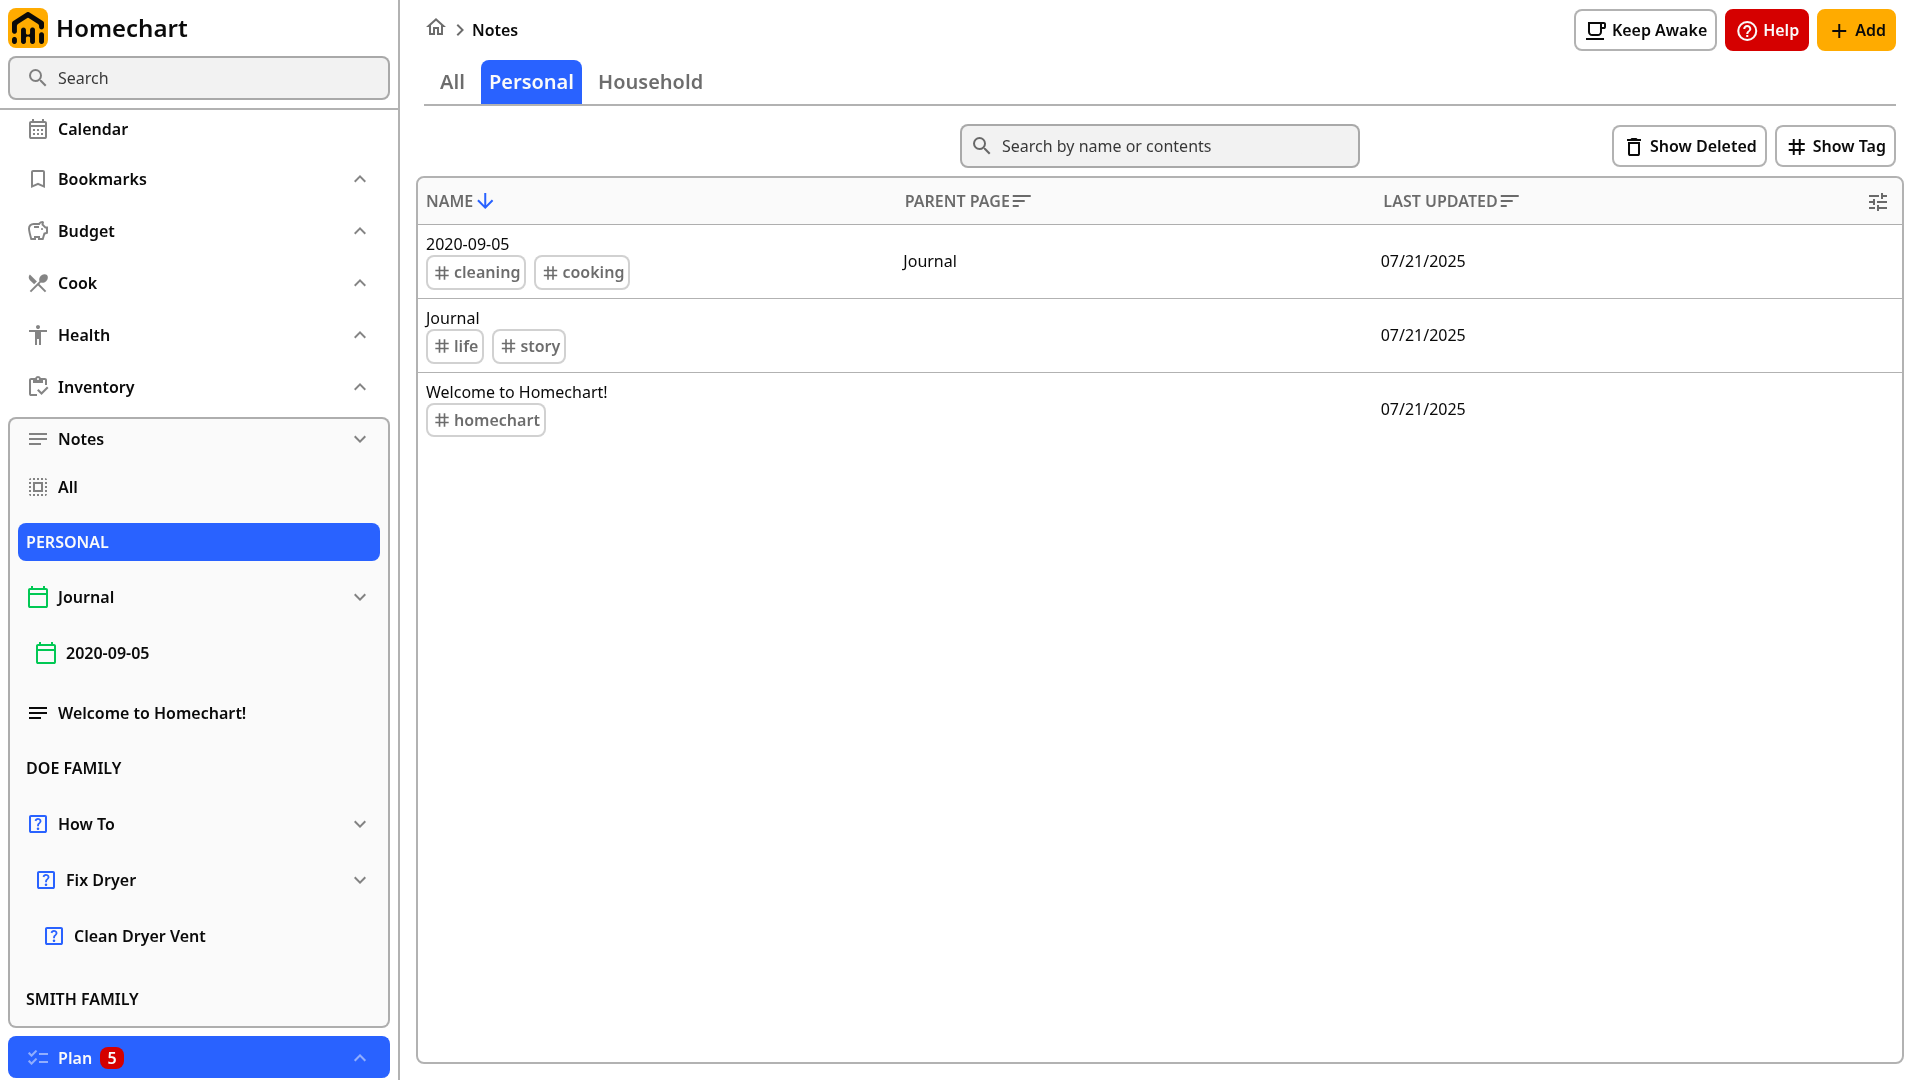 Homechart
Search
Calendar
Bookmarks
Budget
Cook
Health
Inventory
Notes
All
PERSONAL
Journal
2020-09-05
Welcome to Homechart!
DOE FAMILY
How To
Fix Dryer
Clean Dryer Vent
SMITH FAMILY
Plan 5
Notes
Keep Awake
Help
Add
All Personal Household
Search by name or contents
Show Deleted
Show Tag
NAME PARENT PAGE LAST UPDATED
2020-09-05
cleaning cooking
Journal
07/21/2025
Journal
life story
07/21/2025
Welcome to Homechart!
homechart
07/21/2025